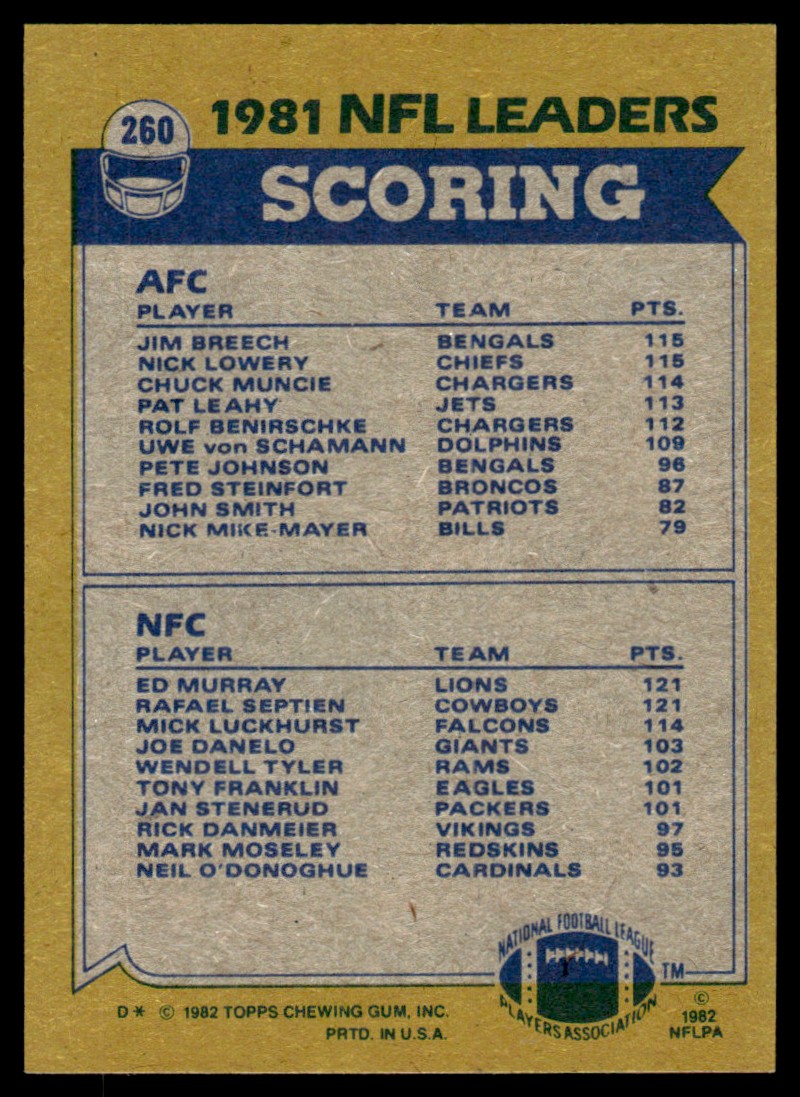 260
1981 NFL LEADERS
SCORING
AFC
PLAYER TEAM PTS.
JIM BREECH BENGALS 115
NICK LOWERY CHIEFS 115
CHUCK MUNCIE CHARGERS 114
PAT LEAHY JETS 113
ROLF BENIRSCHKE CHARGERS 112
UWE von SCHAMANN DOLPHINS 109
PETE JOHNSON BENGALS 96
FRED STEINFORT BRONCOS 87
JOHN SMITH PATRIOTS 82
NICK MIKE-MAYER BILLS 79
NFC
PLAYER TEAM PTS.
ED MURRAY LIONS 121
RAFAEL SEPTIEN COWBOYS 121
MICK LUCKHURST FALCONS 114
JOE DANELO GIANTS 103
WENDELL TYLER RAMS 102
TONY FRANKLIN EAGLES 101
JAN STENERUD PACKERS 101
RICK DANMEIER VIKINGS 97
MARK MOSELEY REDSKINS 95
NEIL O'DONOGHUE CARDINALS 93
NATIONAL FOOTBALL LEAGUE
PLAYERS ASSOCIATION
TM
D* © 1982 TOPPS CHEWING GUM, INC.
PRTD. IN U.S.A.
©
1982
NFLPA